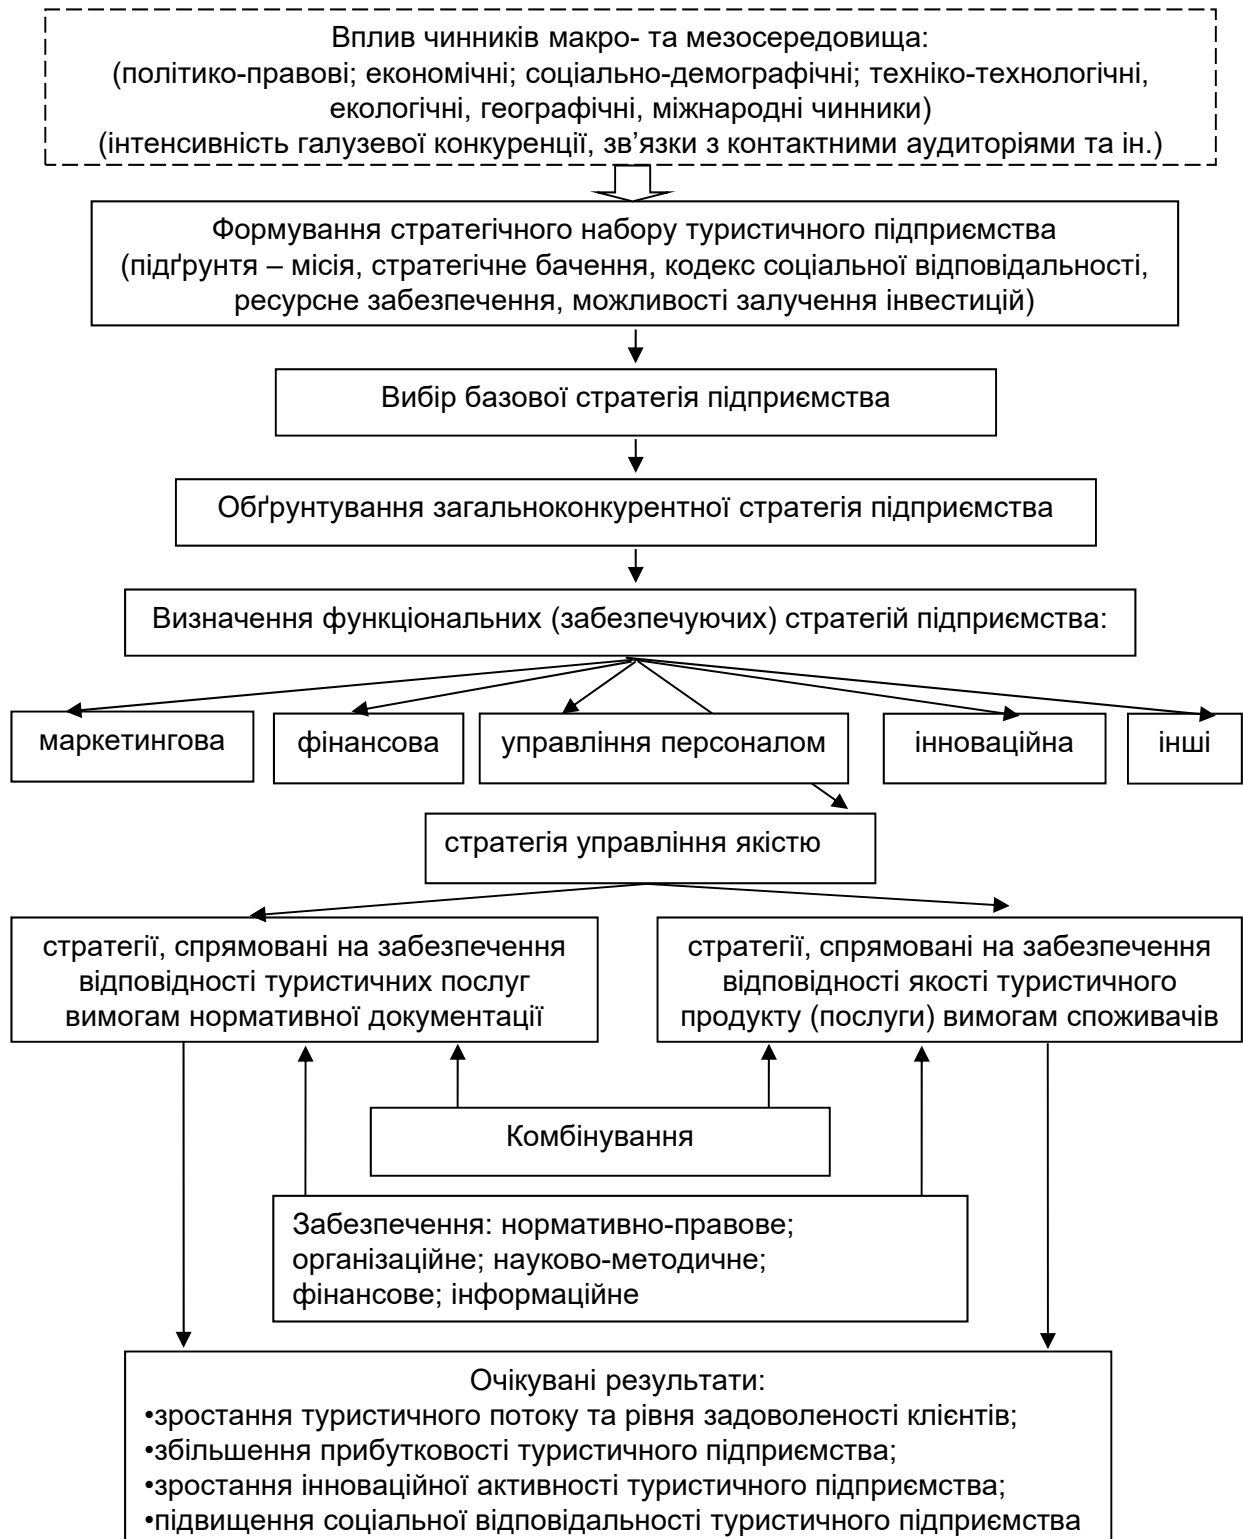 Вплив чинників макро- та мезосередовища:
(політико-правові; економічні; соціально-демографічні; техніко-технологічні,
екологічні, географічні, міжнародні чинники)
(інтенсивність галузевої конкуренції, зв’язки з контактними аудиторіями та ін.)
Формування стратегічного набору туристичного підприємства
(підґрунтя – місія, стратегічне бачення, кодекс соціальної відповідальності,
ресурсне забезпечення, можливості залучення інвестицій)
Вибір базової стратегія підприємства
Обґрунтування загальноконкурентної стратегія підприємства
Визначення функціональних (забезпечуючих) стратегій підприємства:
маркетингова
фінансова
управління персоналом
інноваційна
інші
стратегія управління якістю
стратегії, спрямовані на забезпечення
відповідності туристичних послуг
вимогам нормативної документації
стратегії, спрямовані на забезпечення
відповідності якості туристичного
продукту (послуги) вимогам споживачів
Комбінування
Забезпечення: нормативно-правове;
організаційне; науково-методичне;
фінансове; інформаційне
Очікувані результати:
•зростання туристичного потоку та рівня задоволеності клієнтів;
•збільшення прибутковості туристичного підприємства;
•зростання інноваційної активності туристичного підприємства;
•підвищення соціальної відповідальності туристичного підприємства